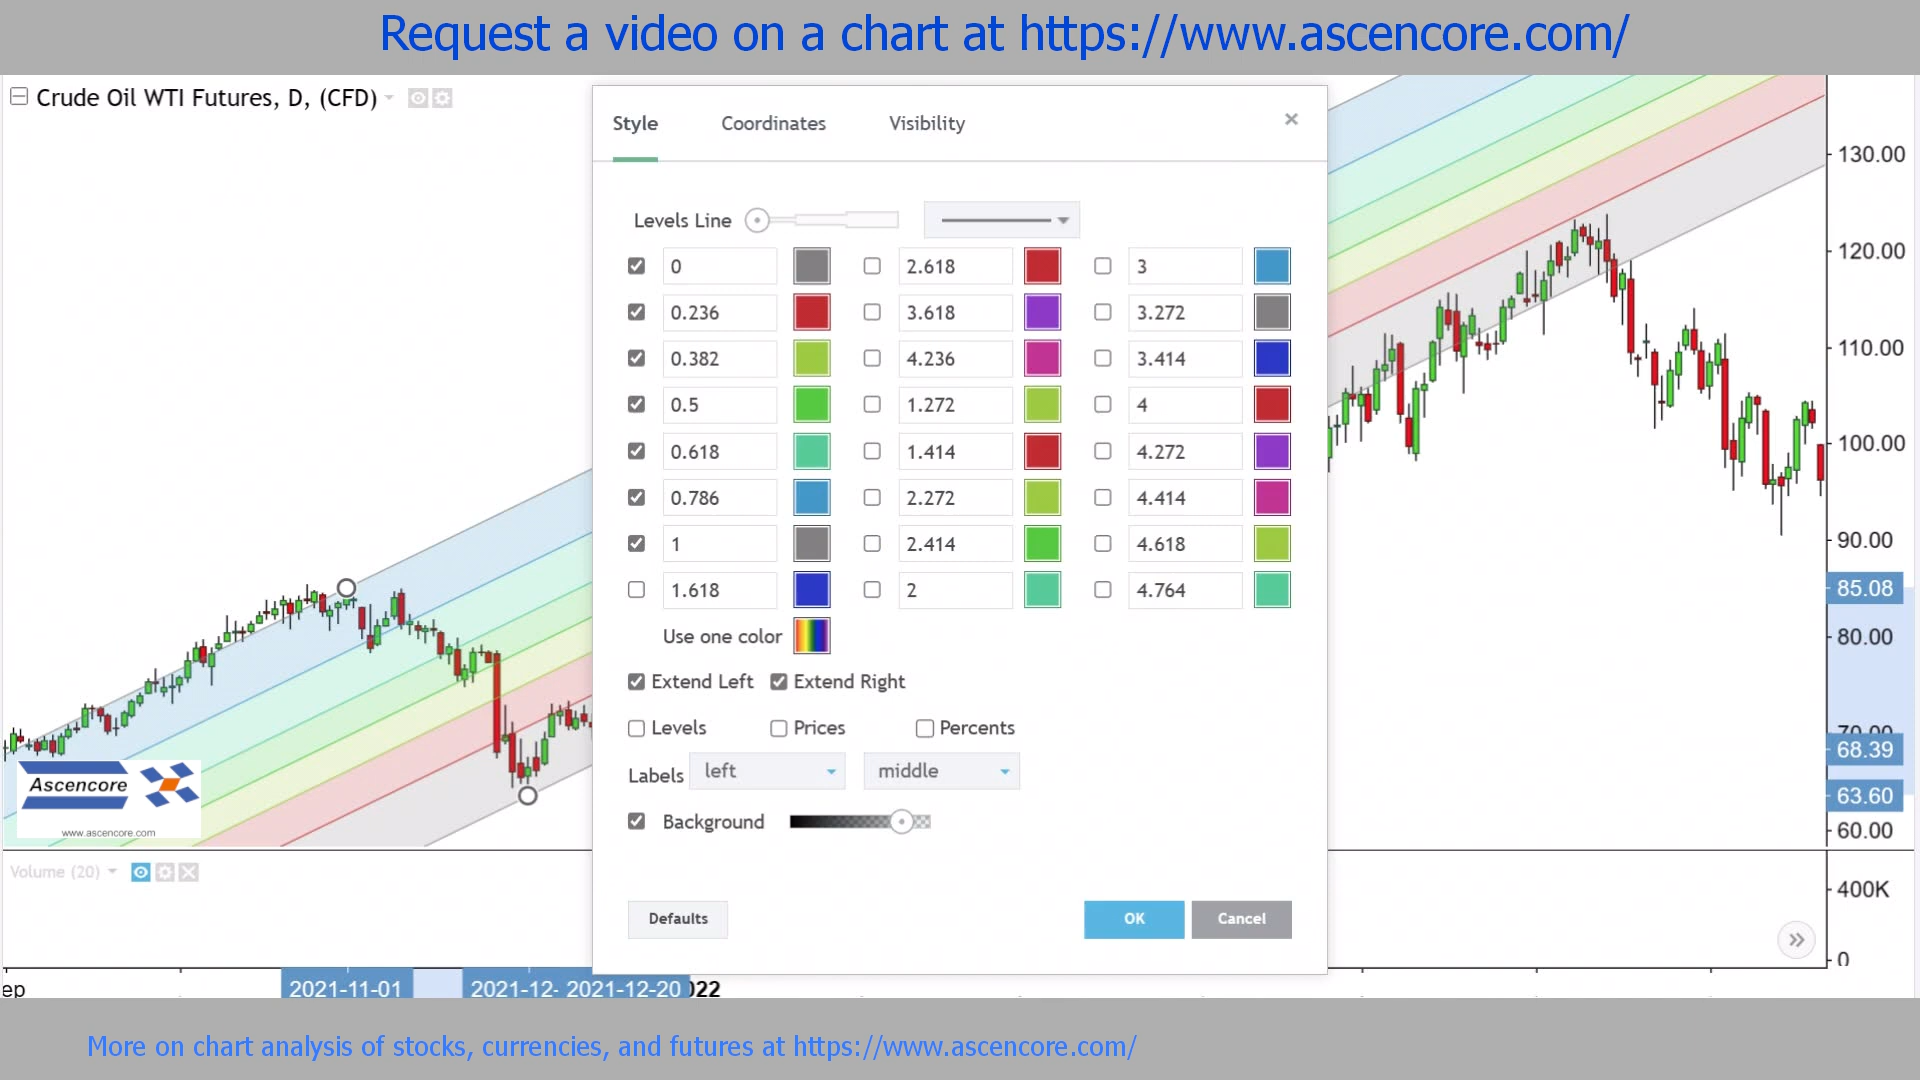 Request a video on a chart at https://www.ascencore.com/
Crude Oil WTI Futures, D, (CFD)
Style Coordinates Visibility ×
Levels Line
0 2.618 3
0.236 3.618 3.272
0.382 4.236 3.414
0.5 1.272 4
0.618 1.414 4.272
0.786 2.272 4.414
1 2.414 4.618
1.618 2 4.764
Use one color
Extend Left Extend Right
Levels Prices Percents
Labels left middle
Background
Defaults OK Cancel
130.00
120.00
110.00
100.00
90.00
85.08
80.00
70.00
68.39
63.60
60.00
Ascencore
www.ascencore.com
Volume (20)
400K
0
ep 2021-11-01 2021-12- 2021-12-20 022
More on chart analysis of stocks, currencies, and futures at https://www.ascencore.com/